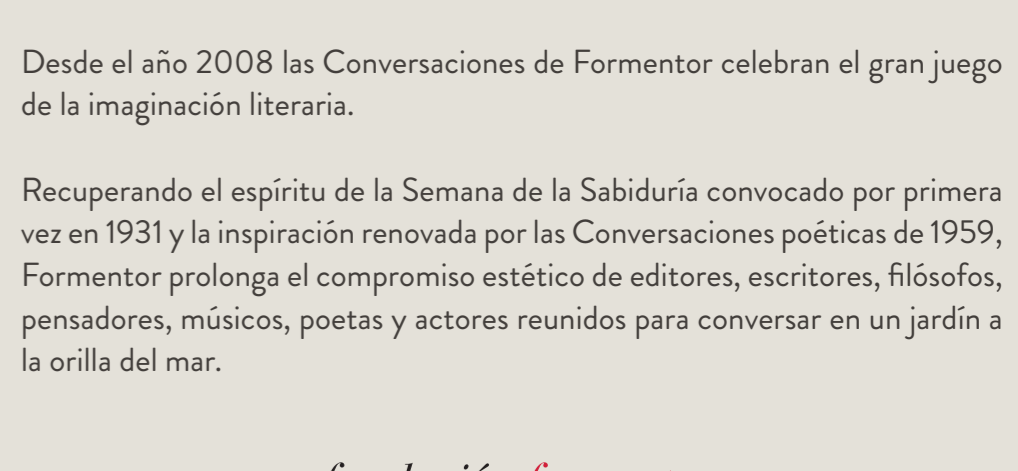 Desde el año 2008 las Conversaciones de Formentor celebran el gran juego
de la imaginación literaria.
Recuperando el espíritu de la Semana de la Sabiduría convocado por primera
vez en 1931 y la inspiración renovada por las Conversaciones poéticas de 1959,
Formentor prolonga el compromiso estético de editores, escritores, filósofos,
pensadores, músicos, poetas y actores reunidos para conversar en un jardín a
la orilla del mar.